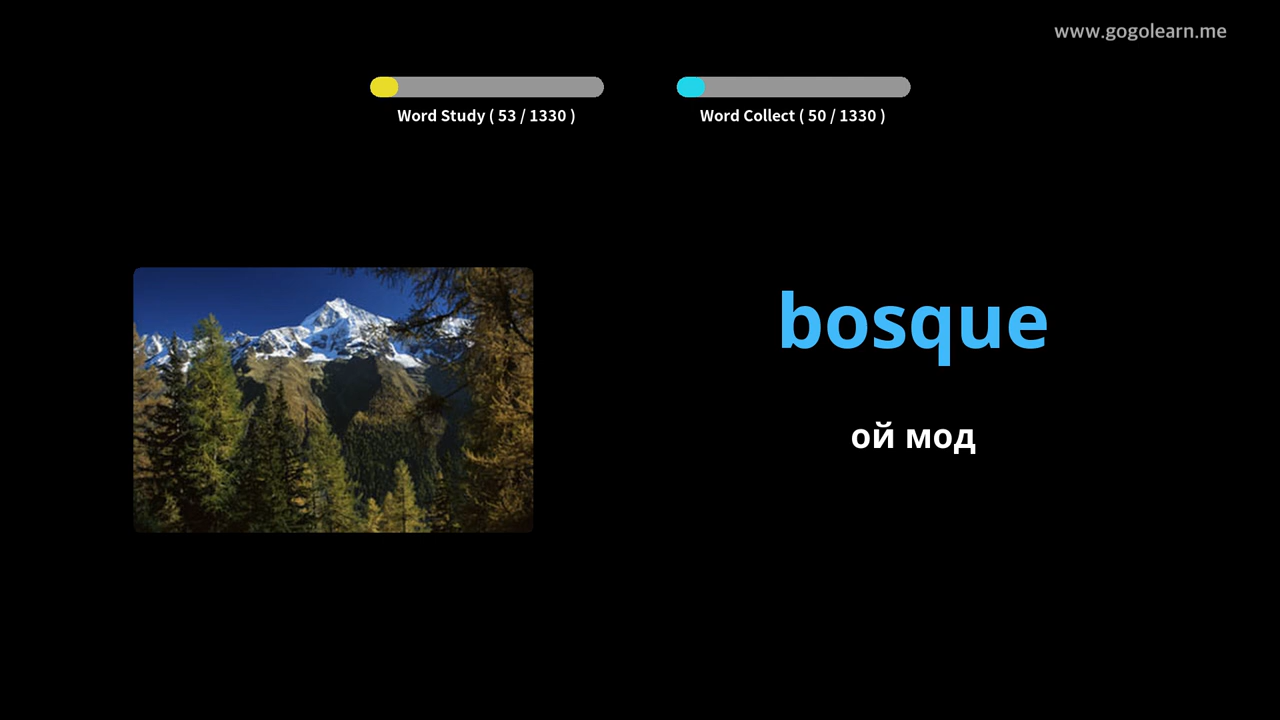 www.gogolearn.me
Word Study ( 53 / 1330 )
Word Collect ( 50 / 1330 )
bosque
ой мод